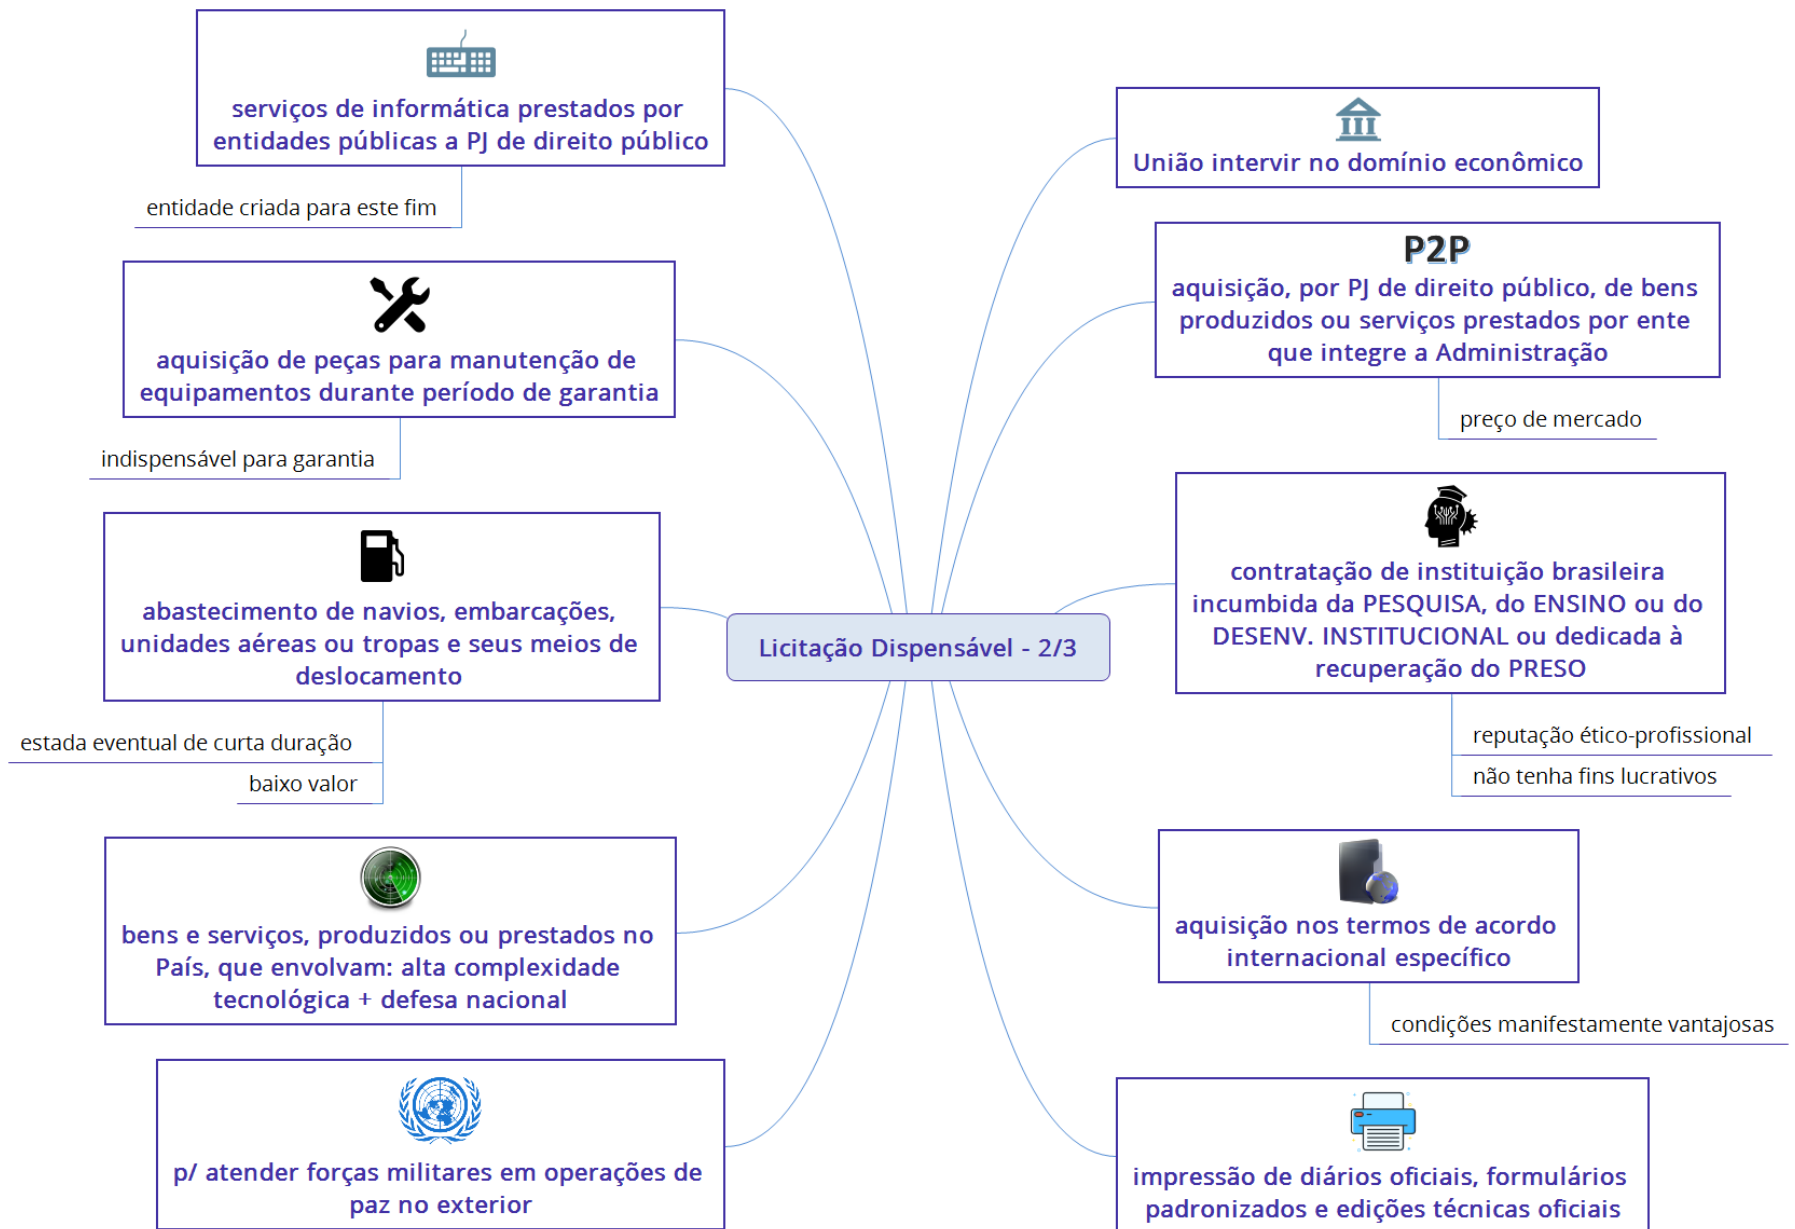 Licitação Dispensável - 2/3
União intervir no domínio econômico
P2P
aquisição, por PJ de direito público, de bens
produzidos ou serviços prestados por ente
que integre a Administração
preço de mercado
contratação de instituição brasileira
incumbida da PESQUISA, do ENSINO ou do
DESENV. INSTITUCIONAL ou dedicada à
recuperação do PRESO
reputação ético-profissional
não tenha fins lucrativos
aquisição nos termos de acordo
internacional específico
condições manifestamente vantajosas
impressão de diários oficiais, formulários
padronizados e edições técnicas oficiais
serviços de informática prestados por
entidades públicas a PJ de direito público
entidade criada para este fim
aquisição de peças para manutenção de
equipamentos durante período de garantia
indispensável para garantia
abastecimento de navios, embarcações,
unidades aéreas ou tropas e seus meios de
deslocamento
estada eventual de curta duração
baixo valor
bens e serviços, produzidos ou prestados no
País, que envolvam: alta complexidade
tecnológica + defesa nacional
p/ atender forças militares em operações de
paz no exterior